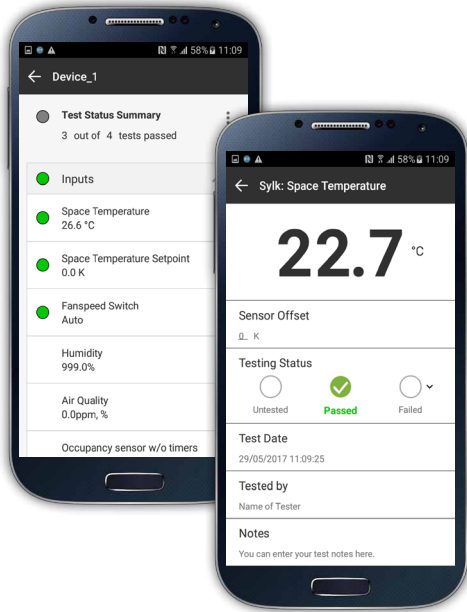 58% 11:09
Device_1
Test Status Summary
3 out of 4 tests passed
Inputs
Space Temperature
26.6 °C
Space Temperature Setpoint
0.0 K
Fanspeed Switch
Auto
Humidity
999.0%
Air Quality
0.0ppm, %
Occupancy sensor w/o timers
58% 11:09
Sylk: Space Temperature
22.7 °C
Sensor Offset
0 K
Testing Status
Untested Passed Failed
Test Date
29/05/2017 11:09:25
Tested by
Name of Tester
Notes
You can enter your test notes here.